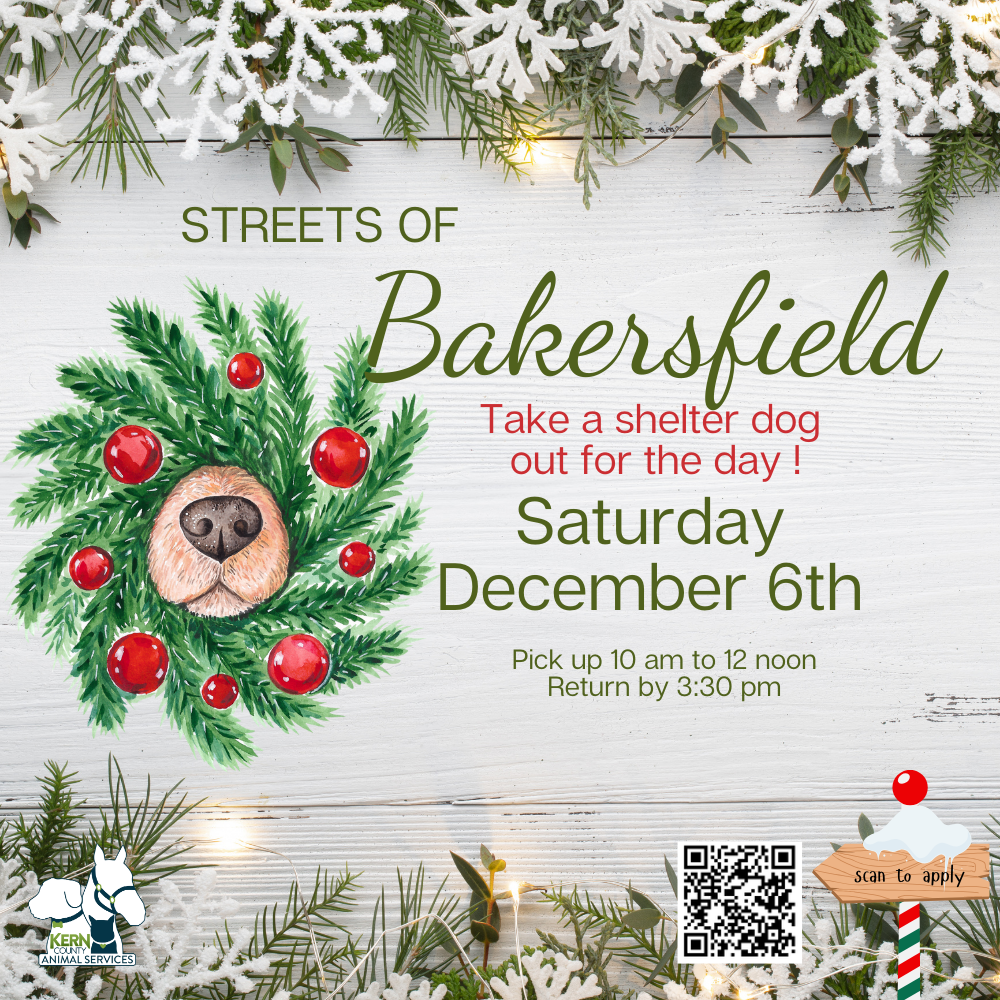 STREETS OF
Bakersfield
Take a shelter dog
out for the day !
Saturday
December 6th
Pick up 10 am to 12 noon
Return by 3:30 pm
scan to apply
KERN
COUNTY
ANIMAL SERVICES